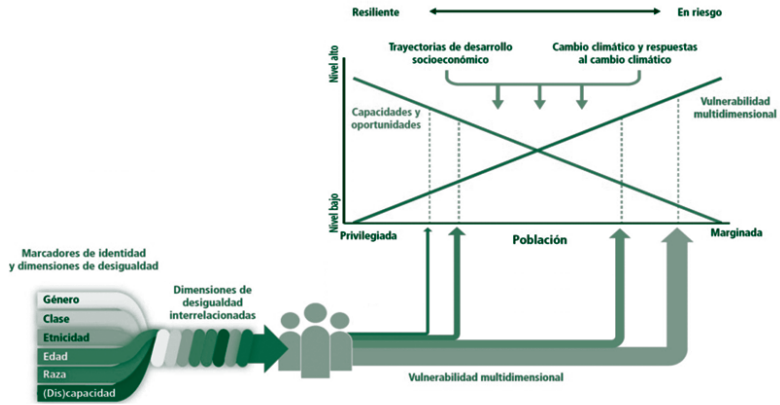 Resiliente
En riesgo
Trayectorias de desarrollo
socioeconómico
Cambio climático y respuestas
al cambio climático
Nivel alto
Capacidades y
oportunidades
Vulnerabilidad
multidimensional
Nivel bajo
Privilegiada
Población
Marginada
Marcadores de identidad
y dimensiones de desigualdad
Dimensiones de
desigualdad
interrelacionadas
Género
Clase
Etnicidad
Edad
Raza
(Dis)capacidad
Vulnerabilidad multidimensional